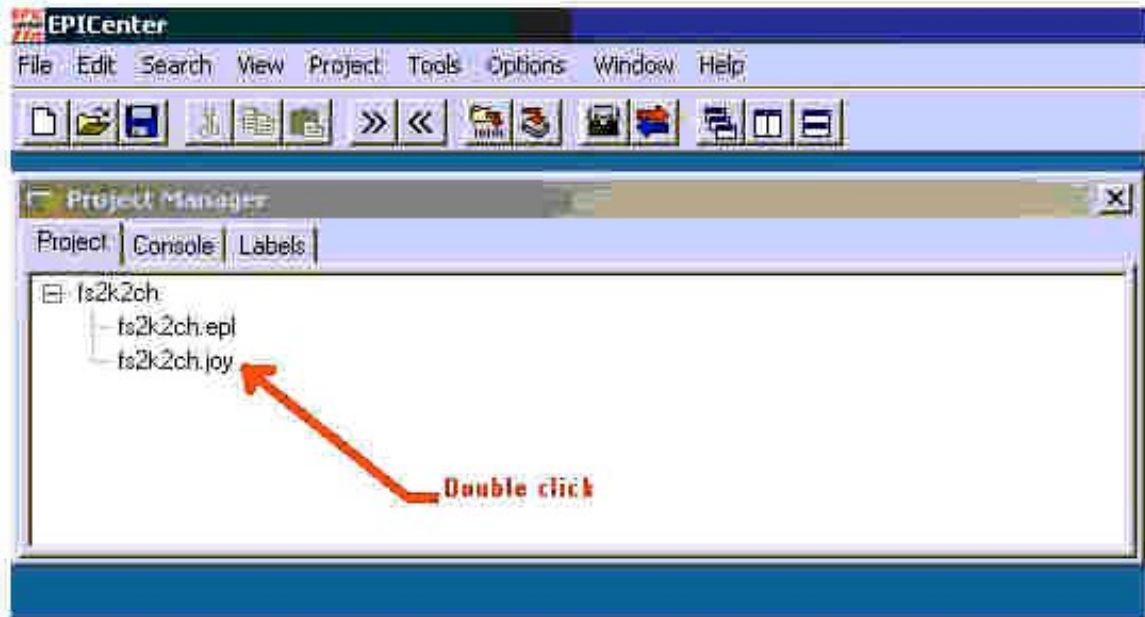 EPICenter
File Edit Search View Project Tools Options Window Help
Project Manager
Project Console Labels
fs2k2ch
fs2k2ch.epl
fs2k2ch.joy
Double click